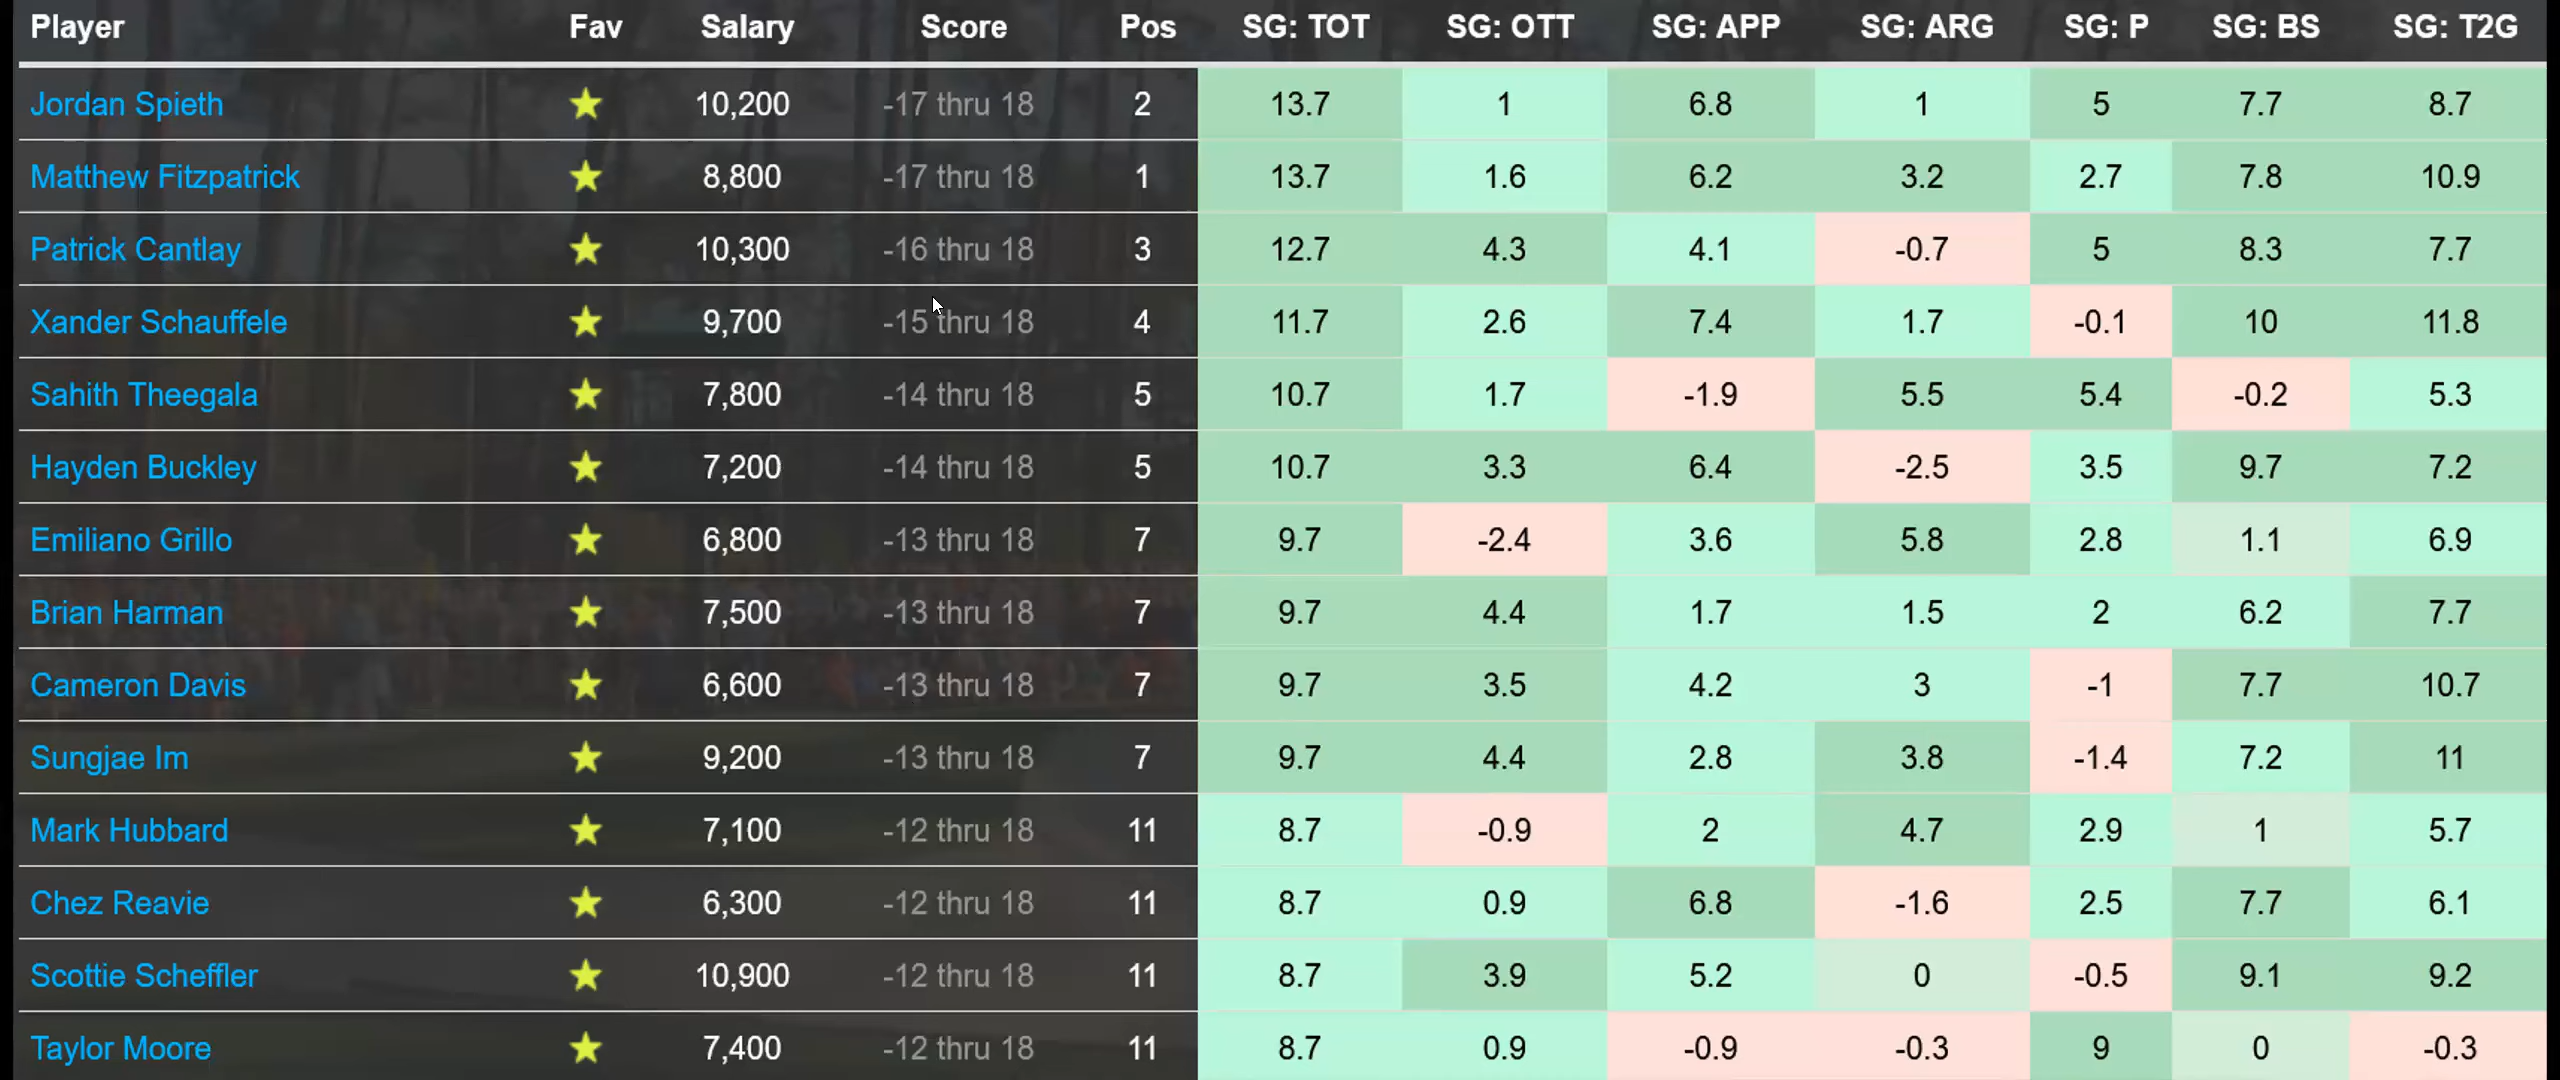 Player Fav Salary Score Pos SG: TOT SG: OTT SG: APP SG: ARG SG: P SG: BS SG: T2G
Jordan Spieth 10,200 -17 thru 18 2 13.7 1 6.8 1 5 7.7 8.7
Matthew Fitzpatrick 8,800 -17 thru 18 1 13.7 1.6 6.2 3.2 2.7 7.8 10.9
Patrick Cantlay 10,300 -16 thru 18 3 12.7 4.3 4.1 -0.7 5 8.3 7.7
Xander Schauffele 9,700 -15 thru 18 4 11.7 2.6 7.4 1.7 -0.1 10 11.8
Sahith Theegala 7,800 -14 thru 18 5 10.7 1.7 -1.9 5.5 5.4 -0.2 5.3
Hayden Buckley 7,200 -14 thru 18 5 10.7 3.3 6.4 -2.5 3.5 9.7 7.2
Emiliano Grillo 6,800 -13 thru 18 7 9.7 -2.4 3.6 5.8 2.8 1.1 6.9
Brian Harman 7,500 -13 thru 18 7 9.7 4.4 1.7 1.5 2 6.2 7.7
Cameron Davis 6,600 -13 thru 18 7 9.7 3.5 4.2 3 -1 7.7 10.7
Sungjae Im 9,200 -13 thru 18 7 9.7 4.4 2.8 3.8 -1.4 7.2 11
Mark Hubbard 7,100 -12 thru 18 11 8.7 -0.9 2 4.7 2.9 1 5.7
Chez Reavie 6,300 -12 thru 18 11 8.7 0.9 6.8 -1.6 2.5 7.7 6.1
Scottie Scheffler 10,900 -12 thru 18 11 8.7 3.9 5.2 0 -0.5 9.1 9.2
Taylor Moore 7,400 -12 thru 18 11 8.7 0.9 -0.9 -0.3 9 0 -0.3